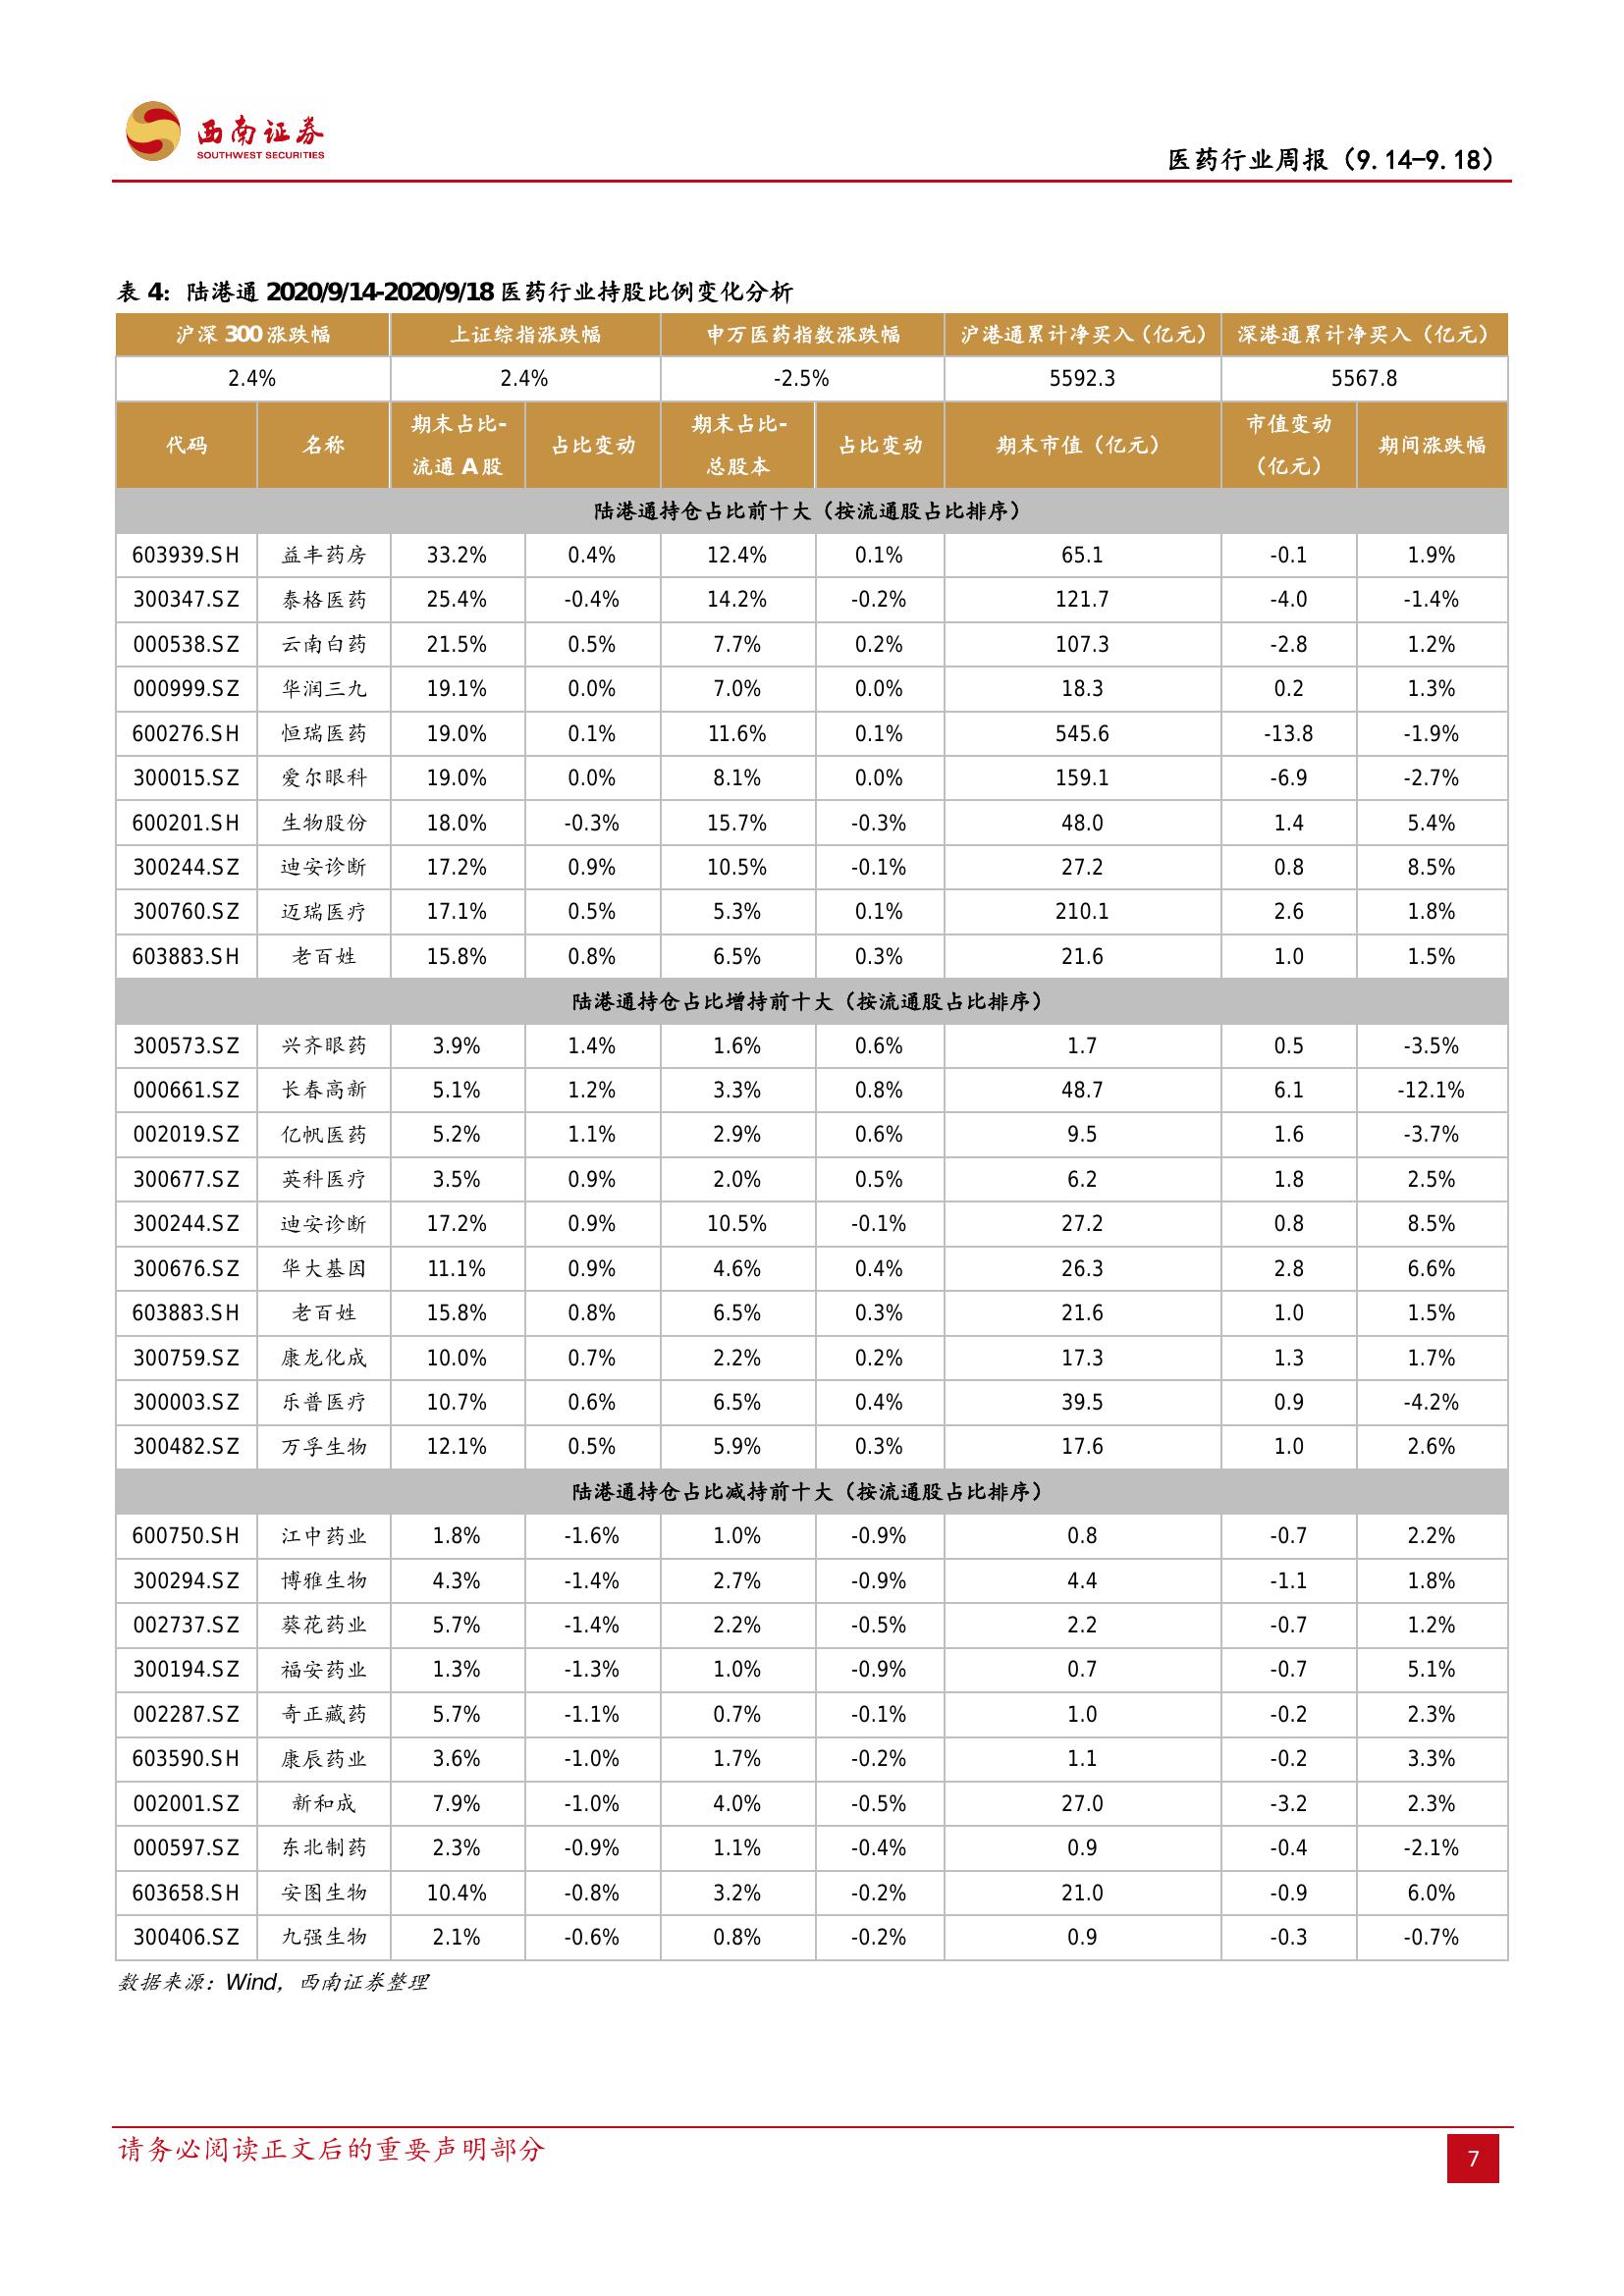 西南证券
SOUTHWEST SECURITIES
医药行业周报（9.14-9.18）
表 4：陆港通 2020/9/14-2020/9/18 医药行业持股比例变化分析
沪深 300 涨跌幅 上证综指涨跌幅 申万医药指数涨跌幅 沪港通累计净买入（亿元） 深港通累计净买入（亿元）
2.4% 2.4% -2.5% 5592.3 5567.8
代码 名称 期末占比-流通 A 股 占比变动 期末占比-总股本 占比变动 期末市值（亿元） 市值变动（亿元） 期间涨跌幅
陆港通持仓占比前十大（按流通股占比排序）
603939.SH 益丰药房 33.2% 0.4% 12.4% 0.1% 65.1 -0.1 1.9%
300347.SZ 泰格医药 25.4% -0.4% 14.2% -0.2% 121.7 -4.0 -1.4%
000538.SZ 云南白药 21.5% 0.5% 7.7% 0.2% 107.3 -2.8 1.2%
000999.SZ 华润三九 19.1% 0.0% 7.0% 0.0% 18.3 0.2 1.3%
600276.SH 恒瑞医药 19.0% 0.1% 11.6% 0.1% 545.6 -13.8 -1.9%
300015.SZ 爱尔眼科 19.0% 0.0% 8.1% 0.0% 159.1 -6.9 -2.7%
600201.SH 生物股份 18.0% -0.3% 15.7% -0.3% 48.0 1.4 5.4%
300244.SZ 迪安诊断 17.2% 0.9% 10.5% -0.1% 27.2 0.8 8.5%
300760.SZ 迈瑞医疗 17.1% 0.5% 5.3% 0.1% 210.1 2.6 1.8%
603883.SH 老百姓 15.8% 0.8% 6.5% 0.3% 21.6 1.0 1.5%
陆港通持仓占比增持前十大（按流通股占比排序）
300573.SZ 兴齐眼药 3.9% 1.4% 1.6% 0.6% 1.7 0.5 -3.5%
000661.SZ 长春高新 5.1% 1.2% 3.3% 0.8% 48.7 6.1 -12.1%
002019.SZ 亿帆医药 5.2% 1.1% 2.9% 0.6% 9.5 1.6 -3.7%
300677.SZ 英科医疗 3.5% 0.9% 2.0% 0.5% 6.2 1.8 2.5%
300244.SZ 迪安诊断 17.2% 0.9% 10.5% -0.1% 27.2 0.8 8.5%
300676.SZ 华大基因 11.1% 0.9% 4.6% 0.4% 26.3 2.8 6.6%
603883.SH 老百姓 15.8% 0.8% 6.5% 0.3% 21.6 1.0 1.5%
300759.SZ 康龙化成 10.0% 0.7% 2.2% 0.2% 17.3 1.3 1.7%
300003.SZ 乐普医疗 10.7% 0.6% 6.5% 0.4% 39.5 0.9 -4.2%
300482.SZ 万孚生物 12.1% 0.5% 5.9% 0.3% 17.6 1.0 2.6%
陆港通持仓占比减持前十大（按流通股占比排序）
600750.SH 江中药业 1.8% -1.6% 1.0% -0.9% 0.8 -0.7 2.2%
300294.SZ 博雅生物 4.3% -1.4% 2.7% -0.9% 4.4 -1.1 1.8%
002737.SZ 葵花药业 5.7% -1.4% 2.2% -0.5% 2.2 -0.7 1.2%
300194.SZ 福安药业 1.3% -1.3% 1.0% -0.9% 0.7 -0.7 5.1%
002287.SZ 奇正藏药 5.7% -1.1% 0.7% -0.1% 1.0 -0.2 2.3%
603590.SH 康辰药业 3.6% -1.0% 1.7% -0.2% 1.1 -0.2 3.3%
002001.SZ 新和成 7.9% -1.0% 4.0% -0.5% 27.0 -3.2 2.3%
000597.SZ 东北制药 2.3% -0.9% 1.1% -0.4% 0.9 -0.4 -2.1%
603658.SH 安图生物 10.4% -0.8% 3.2% -0.2% 21.0 -0.9 6.0%
300406.SZ 九强生物 2.1% -0.6% 0.8% -0.2% 0.9 -0.3 -0.7%
数据来源：Wind，西南证券整理
请务必阅读正文后的重要声明部分
7